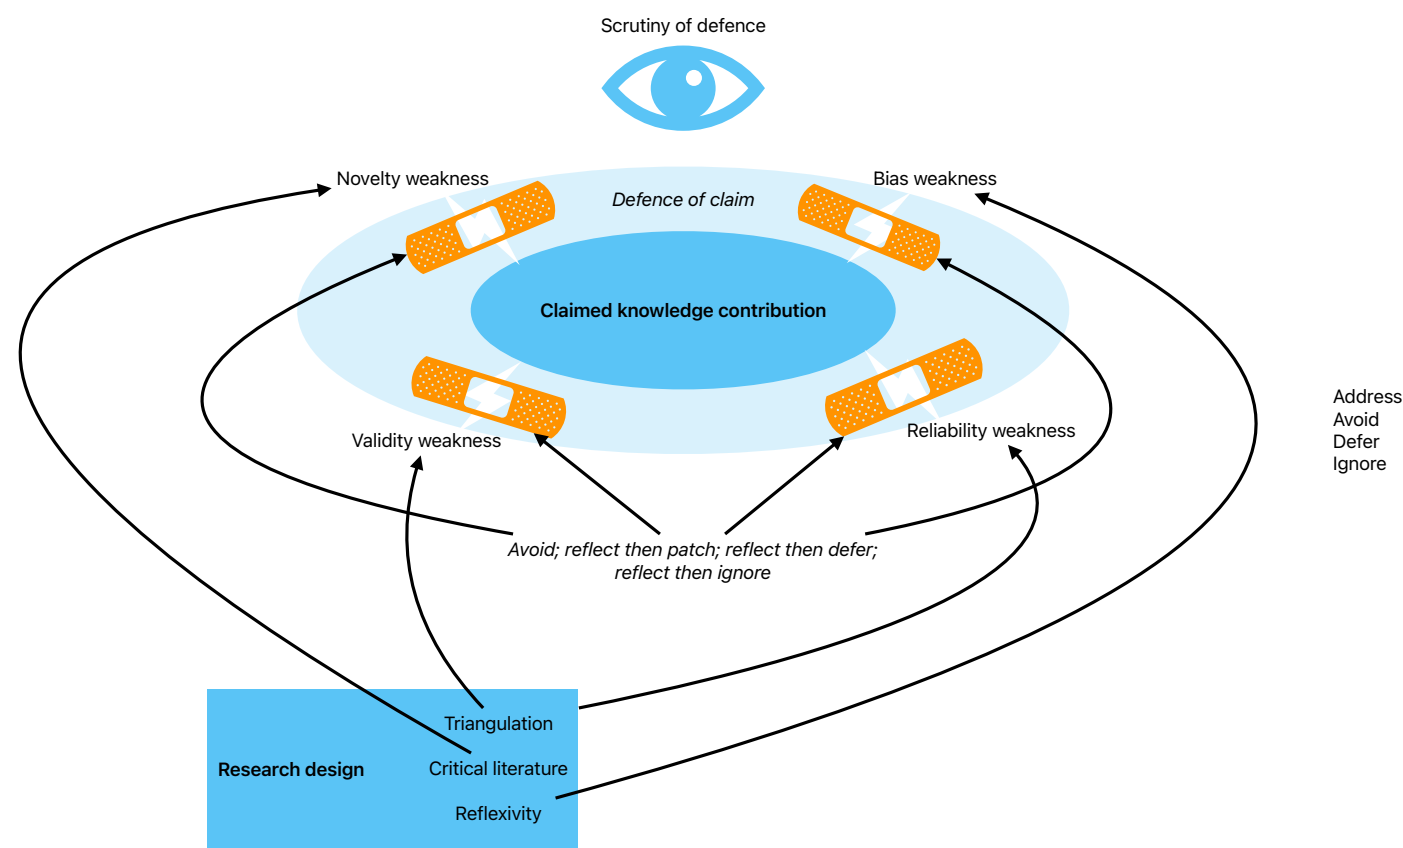 Scrutiny of defence
Novelty weakness
Bias weakness
Defence of claim
Claimed knowledge contribution
Address
Avoid
Defer
Ignore
Validity weakness
Reliability weakness
Avoid; reflect then patch; reflect then defer;
reflect then ignore
Triangulation
Research design
Critical literature
Reflexivity